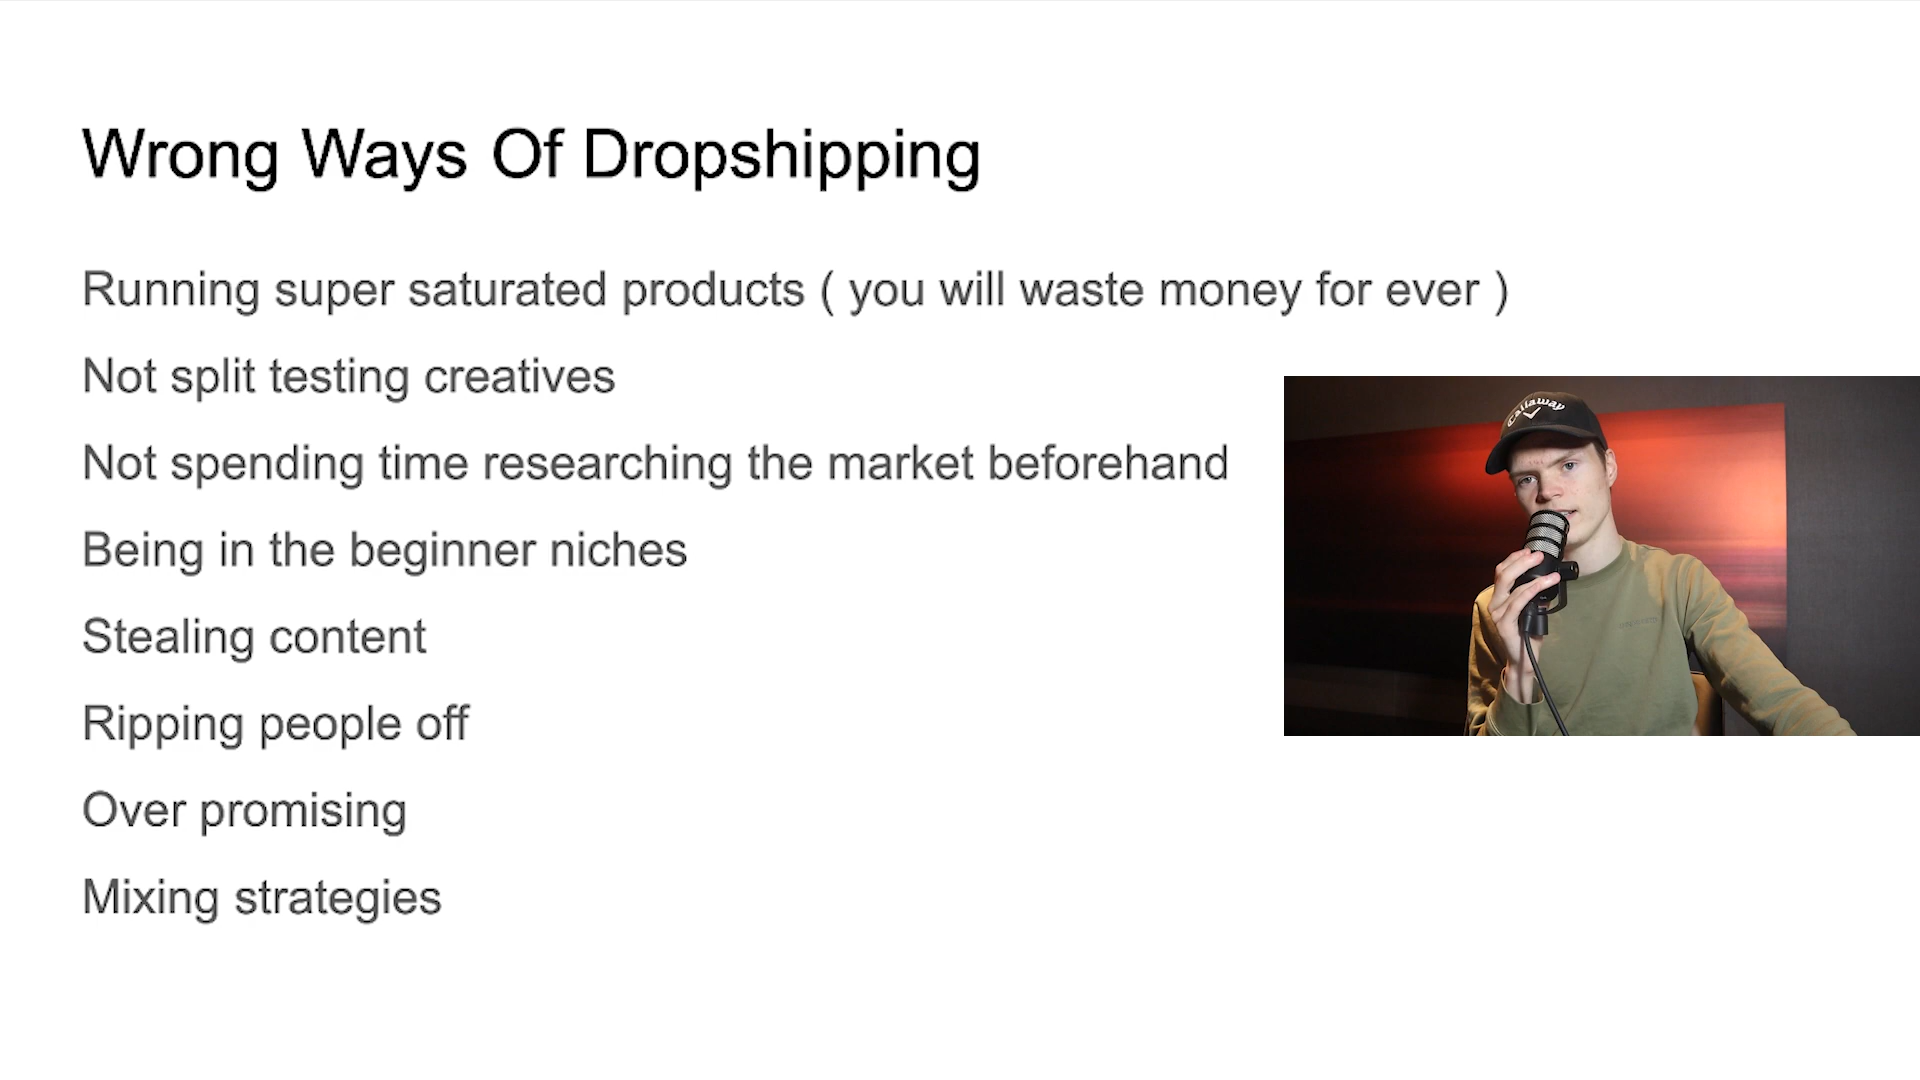 Wrong Ways Of Dropshipping
Running super saturated products ( you will waste money for ever )
Not split testing creatives
Not spending time researching the market beforehand
Being in the beginner niches
Stealing content
Ripping people off
Over promising
Mixing strategies
Callaway